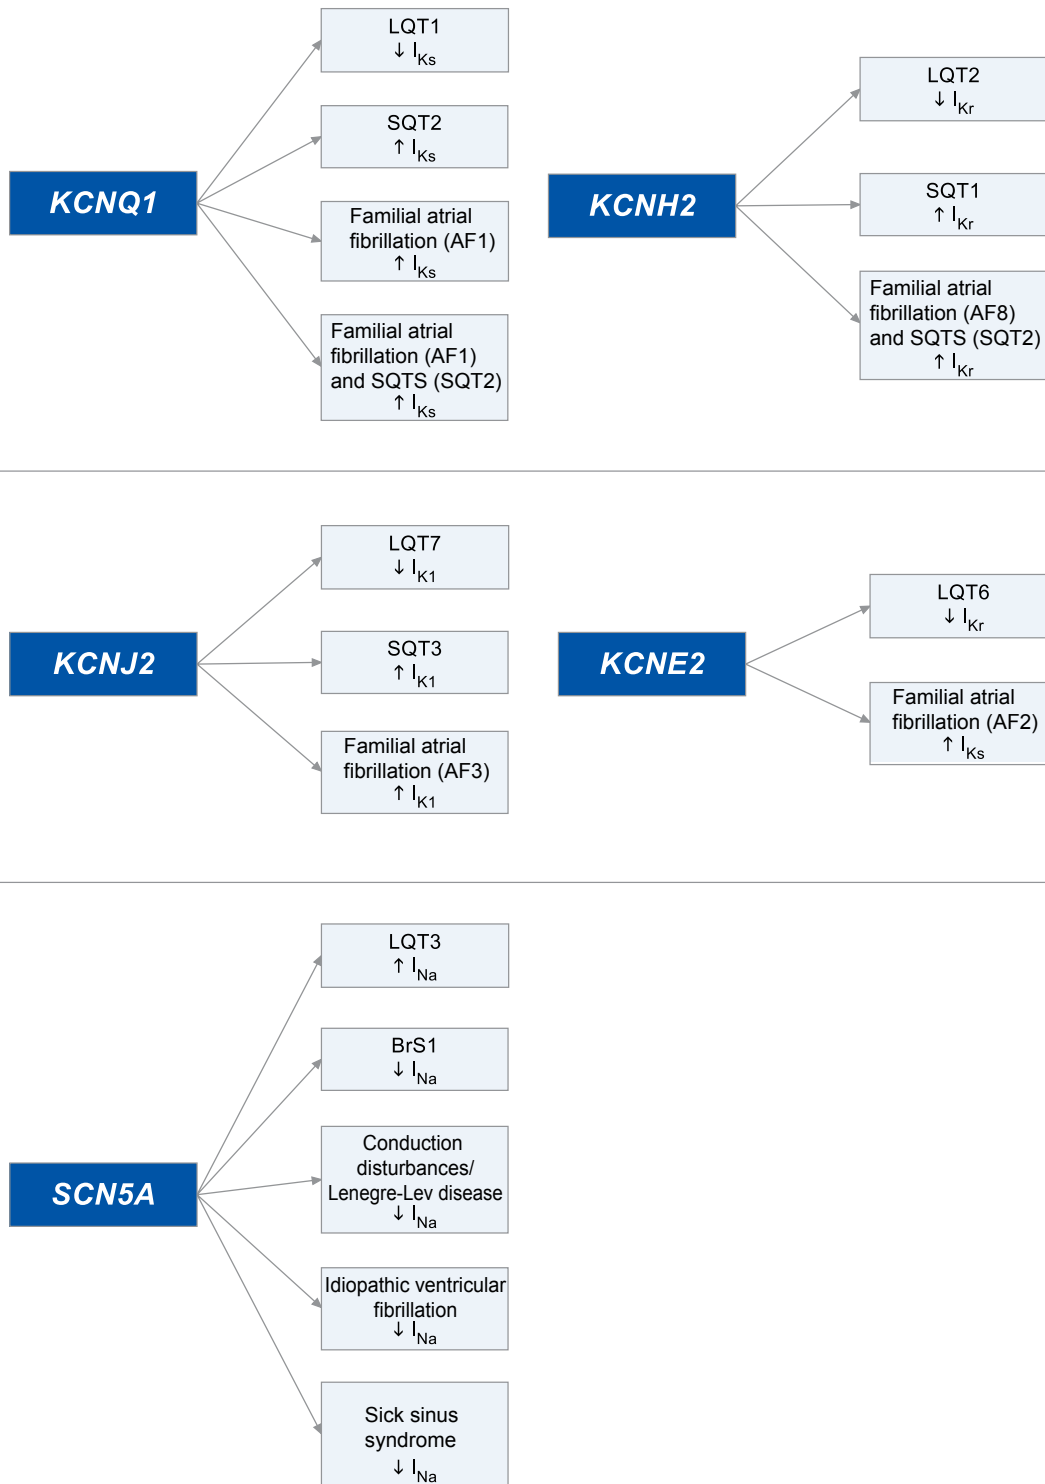 KCNQ1
LQT1
↓ IKs
SQT2
↑ IKs
Familial atrial
fibrillation (AF1)
↑ IKs
Familial atrial
fibrillation (AF1)
and SQTS (SQT2)
↑ IKs
KCNH2
LQT2
↓ IKr
SQT1
↑ IKr
Familial atrial
fibrillation (AF8)
and SQTS (SQT2)
↑ IKr
KCNJ2
LQT7
↓ IK1
SQT3
↑ IK1
Familial atrial
fibrillation (AF3)
↑ IK1
KCNE2
LQT6
↓ IKr
Familial atrial
fibrillation (AF2)
↑ IKs
SCN5A
LQT3
↑ INa
BrS1
↓ INa
Conduction
disturbances/
Lenegre-Lev disease
↓ INa
Idiopathic ventricular
fibrillation
↓ INa
Sick sinus
syndrome
↓ INa